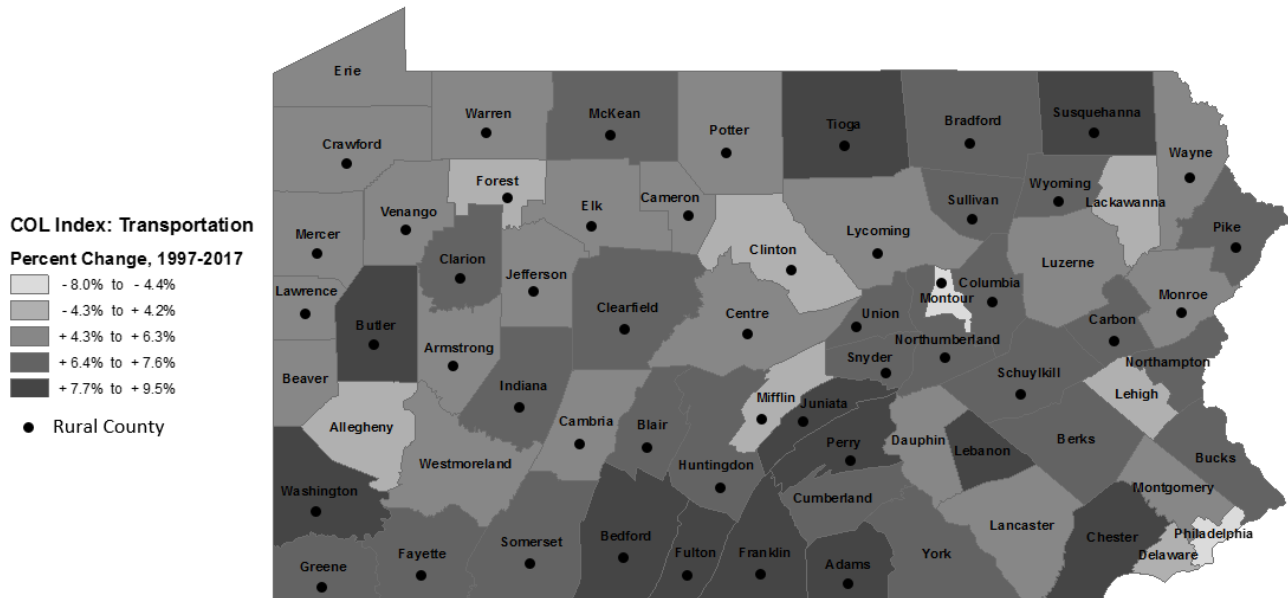 COL Index: Transportation
Percent Change, 1997-2017
- 8.0% to - 4.4%
- 4.3% to + 4.2%
+ 4.3% to + 6.3%
+ 6.4% to + 7.6%
+ 7.7% to + 9.5%
Rural County
Erie
Warren
McKean
Potter
Tioga
Bradford
Susquehanna
Crawford
Wayne
Forest
Cameron
Elk
Venango
Mercer
Clarion
Jefferson
Clinton
Lycoming
Sullivan
Wyoming
Lackawanna
Pike
Luzerne
Lawrence
Butler
Clearfield
Centre
Union
Montour
Columbia
Monroe
Carbon
Armstrong
Snyder
Northumberland
Northampton
Beaver
Indiana
Schuylkill
Lehigh
Allegheny
Cambria
Blair
Mifflin
Juniata
Perry
Dauphin
Lebanon
Berks
Bucks
Westmoreland
Huntingdon
Montgomery
Washington
Cumberland
Lancaster
Chester
Philadelphia
Delaware
Greene
Fayette
Somerset
Bedford
Fulton
Franklin
Adams
York